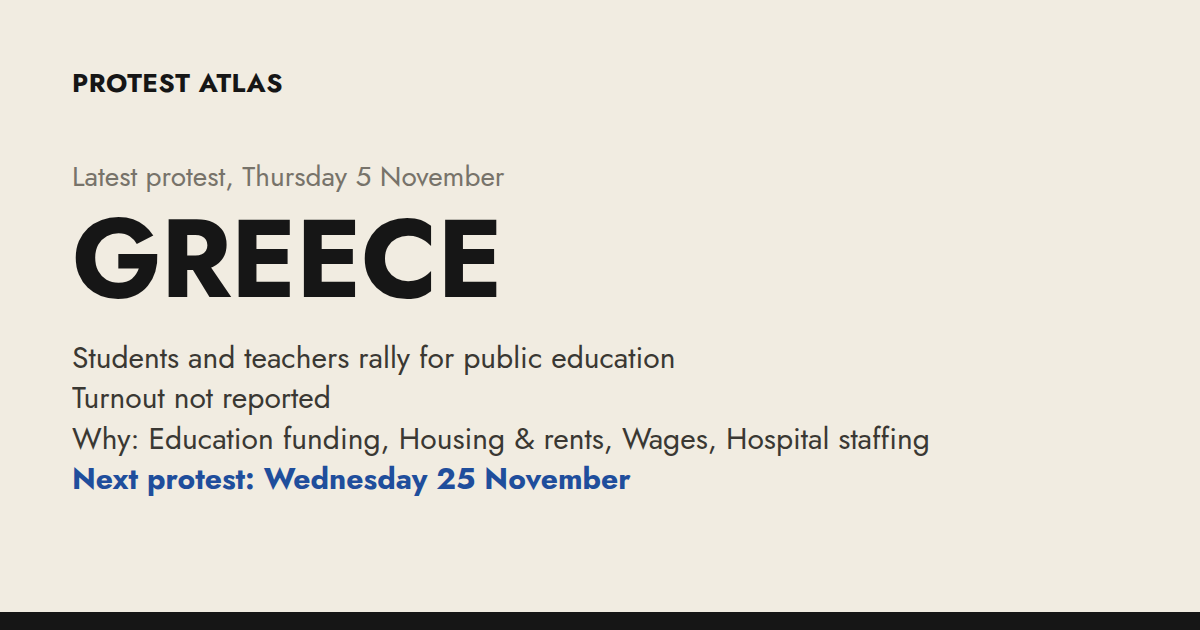 PROTEST ATLAS
Latest protest, Thursday 5 November
GREECE
Students and teachers rally for public education
Turnout not reported
Why: Education funding, Housing & rents, Wages, Hospital staffing
Next protest: Wednesday 25 November